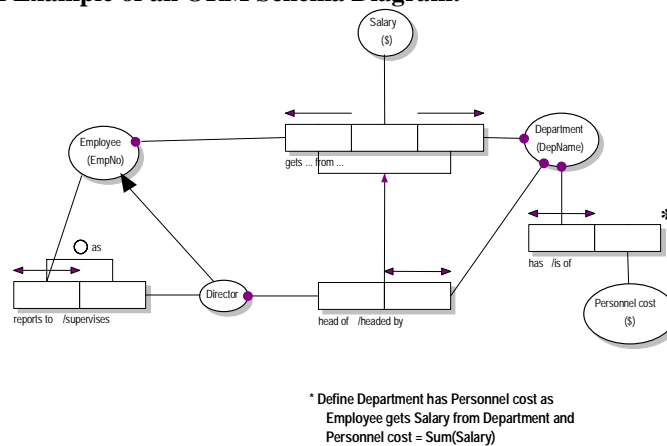 Example of an ORM Schema Diagram:
Salary
($)
Employee
(EmpNo)
Department
(DepName)
gets ... from ...
*
as
has /is of
Director
Personnel cost
($)
reports to /supervises
head of /headed by
* Define Department has Personnel cost as
Employee gets Salary from Department and
Personnel cost = Sum(Salary)